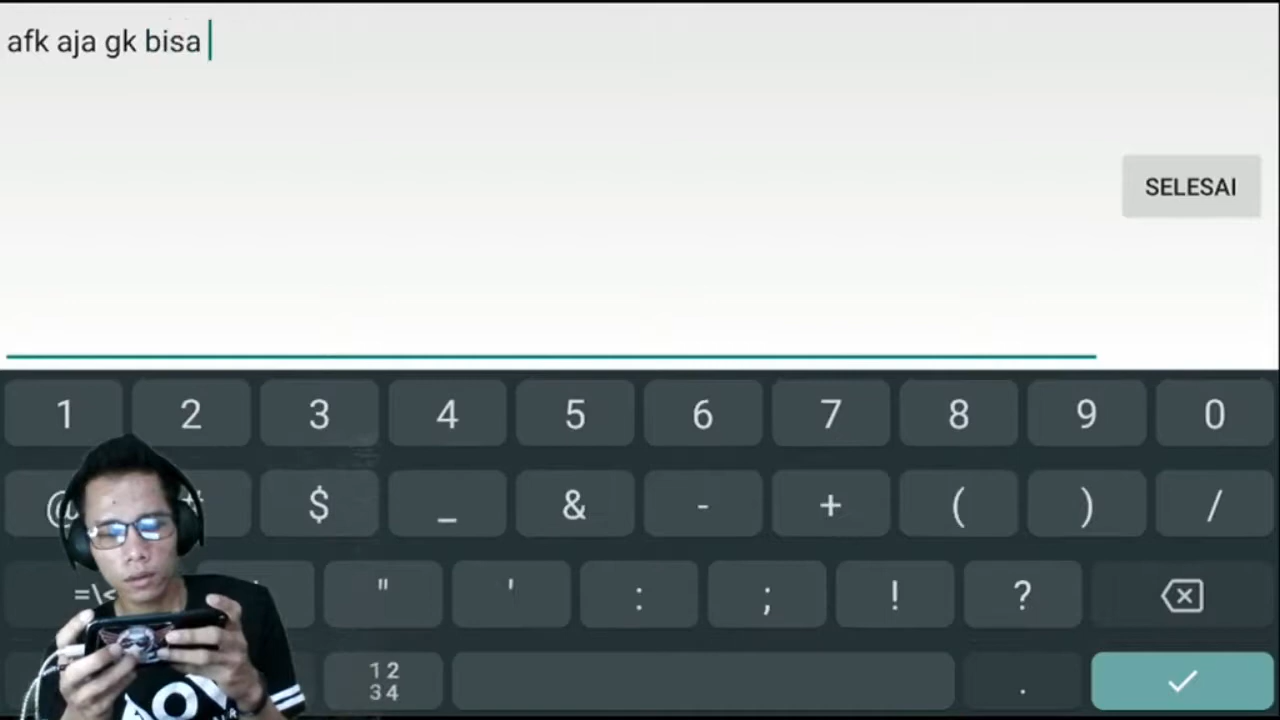 afk aja gk bisa
SELESAI
1 2 3 4 5 6 7 8 9 0
@ # $ _ & - + ( ) /
=\< " ' : ; ! ?
12
34
.